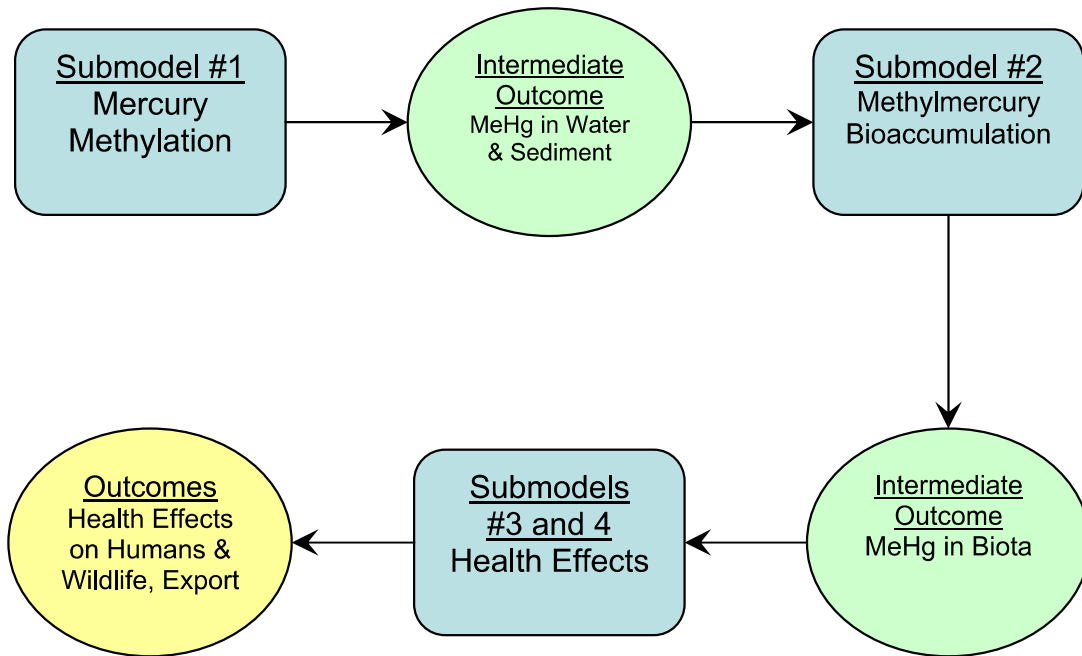 Submodel #1
Mercury
Methylation
Intermediate
Outcome
MeHg in Water
& Sediment
Submodel #2
Methylmercury
Bioaccumulation
Intermediate
Outcome
MeHg in Biota
Submodels
#3 and 4
Health Effects
Outcomes
Health Effects
on Humans &
Wildlife, Export